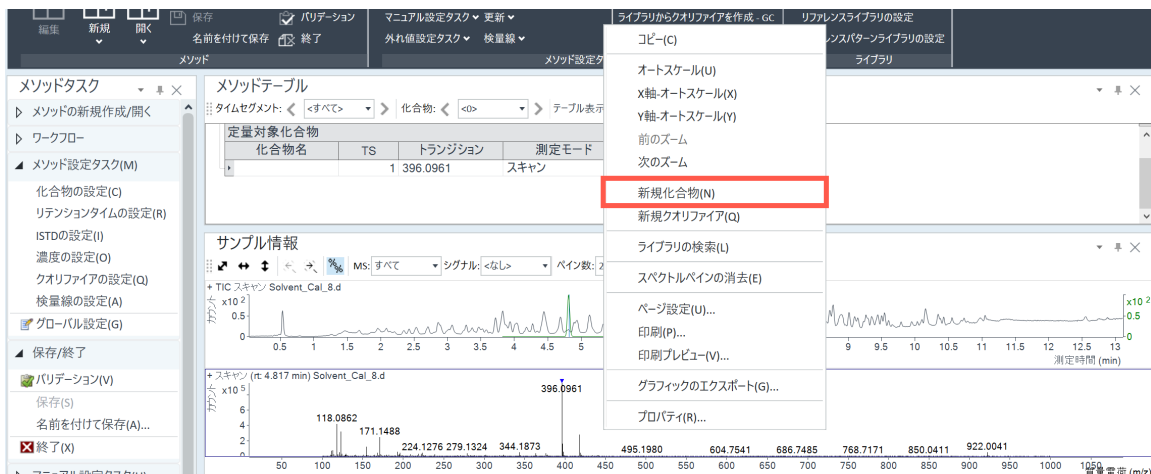 保存
バリデーション
マニュアル設定タスク 更新
ライブラリからクオリファイアを作成 - GC
リファレンスライブラリの設定
編集
新規
開く
名前を付けて保存
終了
外れ値設定タスク
検量線
レンスパターンライブラリの設定
メソッド
メソッド設定タ
ライブラリ
メソッドタスク
メソッドの新規作成/開く
ワークフロー
メソッド設定タスク(M)
化合物の設定(C)
リテンションタイムの設定(R)
ISTDの設定(I)
濃度の設定(O)
クオリファイアの設定(Q)
検量線の設定(A)
グローバル設定(G)
保存/終了
バリデーション(V)
保存(S)
名前を付けて保存(A)...
終了(X)
メソッドテーブル
タイムセグメント: <すべて> 化合物: <0> テーブル表示
定量対象化合物
化合物名 TS トランジション 測定モード
1 396.0961 スキャン
コピー(C)
オートスケール(U)
X軸-オートスケール(X)
Y軸-オートスケール(Y)
前のズーム
次のズーム
新規化合物(N)
新規クオリファイア(Q)
ライブラリの検索(L)
スペクトルペインの消去(E)
ページ設定(U)...
印刷(P)...
印刷プレビュー(V)...
グラフィックのエクスポート(G)...
プロパティ(R)...
サンプル情報
MS: すべて シグナル: <なし> ペイン数: 2
+ TIC スキャン Solvent_Cal_8.d
カウント
x10 2
0.5
0
x10 2
0.5
0
0.5 1 1.5 2 2.5 3 3.5 4 4.5 5 9 9.5 10 10.5 11 11.5 12 12.5 13
測定時間 (min)
+ スキャン (rt: 4.817 min) Solvent_Cal_8.d
カウント
x10 5
6
4
2
0
118.0862 171.1488 224.1276 279.1324 344.1873 396.0961 495.1980 604.7541 686.7485 768.7171 850.0411 922.0041
50 100 150 200 250 300 350 400 450 500 550 600 650 700 750 800 850 900 950 1000 1050
質量電荷 (m/z)